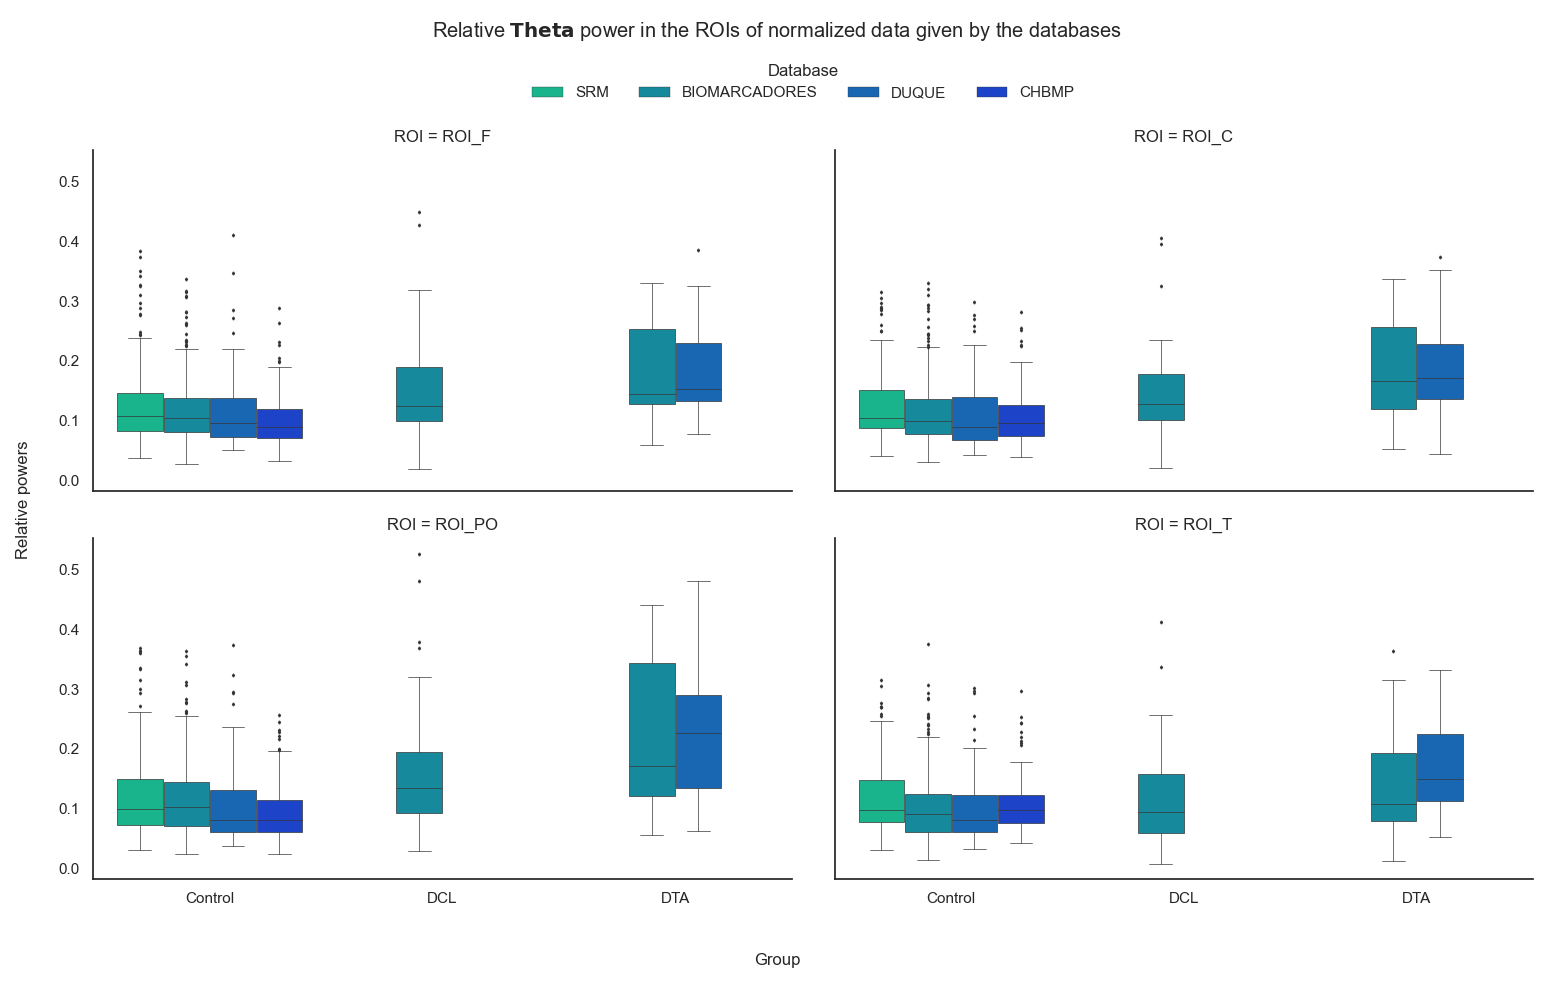 Relative Theta power in the ROIs of normalized data given by the databases
Database
SRM BIOMARCADORES DUQUE CHBMP
ROI = ROI_F
0.5
0.4
0.3
0.2
0.1
0.0
ROI = ROI_C
Relative powers
ROI = ROI_PO
0.5
0.4
0.3
0.2
0.1
0.0
Control DCL DTA
ROI = ROI_T
Control DCL DTA
Group